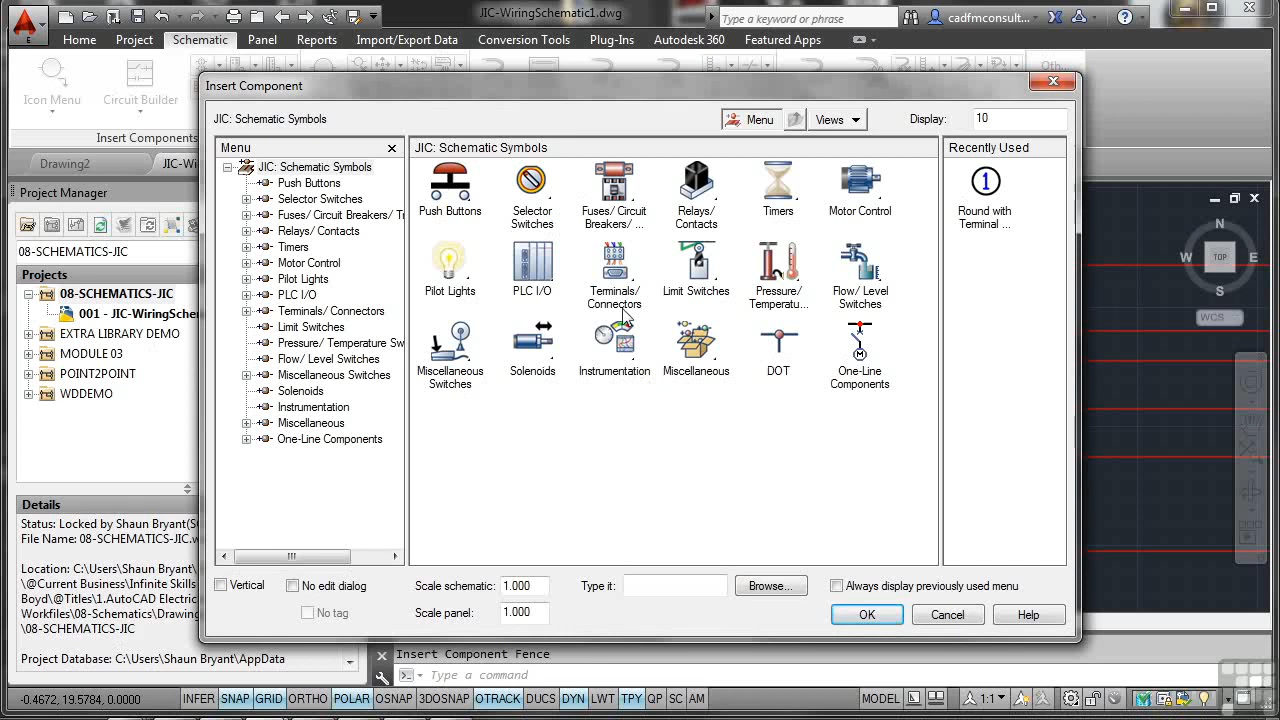 JIC-WiringSchematic1.dwg
Type a keyword or phrase
cadfmconsult...
E
Home
Project
Schematic
Panel
Reports
Import/Export Data
Conversion Tools
Plug-Ins
Autodesk 360
Featured Apps
Icon Menu
Circuit Builder
Insert Components
Oth...
Drawing2
JIC-Wi
Project Manager
08-SCHEMATICS-JIC
Projects
08-SCHEMATICS-JIC
001 - JIC-WiringScher
EXTRA LIBRARY DEMO
MODULE 03
POINT2POINT
WDDEMO
Details
Status: Locked by Shaun Bryant(SC
File Name: 08-SCHEMATICS-JIC.w
Location: C:\Users\Shaun Bryant\
\@Current Business\Infinite Skills
Boyd\@Titles\1.AutoCAD Electric
Workfiles\08-Schematics\Drawing
\08-SCHEMATICS-JIC
Project Database: C:\Users\Shaun Bryant\AppData
Insert Component
JIC: Schematic Symbols
Menu
Views
Display:
10
Menu
JIC: Schematic Symbols
Push Buttons
Selector Switches
Fuses/ Circuit Breakers/ Tr
Relays/ Contacts
Timers
Motor Control
Pilot Lights
PLC I/O
Terminals/ Connectors
Limit Switches
Pressure/ Temperature Sw
Flow/ Level Switches
Miscellaneous Switches
Solenoids
Instrumentation
Miscellaneous
One-Line Components
JIC: Schematic Symbols
Push Buttons
Selector
Switches
Fuses/ Circuit
Breakers/ ...
Relays/
Contacts
Timers
Motor Control
Pilot Lights
PLC I/O
Terminals/
Connectors
Limit Switches
Pressure/
Temperatu...
Flow/ Level
Switches
Miscellaneous
Switches
Solenoids
Instrumentation
Miscellaneous
DOT
One-Line
Components
Recently Used
1
Round with
Terminal ...
Vertical
No edit dialog
No tag
Scale schematic:
1.000
Scale panel:
1.000
Type it:
Browse...
Always display previously used menu
OK
Cancel
Help
N
W
TOP
E
S
WCS
Insert Component Fence
Type a command
-0.4672, 19.5784, 0.0000
INFER
SNAP
GRID
ORTHO
POLAR
OSNAP
3DOSNAP
OTRACK
DUCS
DYN
LWT
TPY
QP
SC
AM
MODEL
1:1